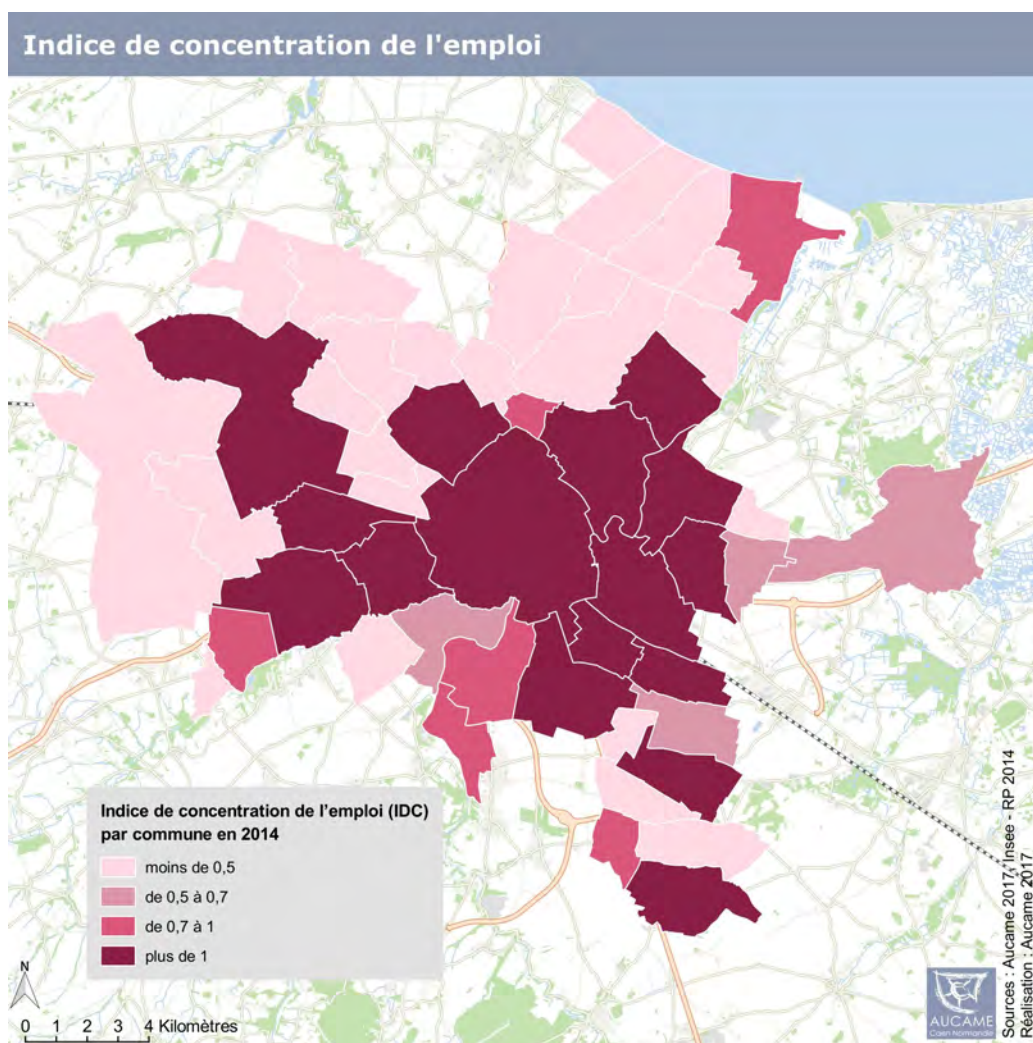 Indice de concentration de l'emploi
Indice de concentration de l'emploi (IDC)
par commune en 2014
moins de 0,5
de 0,5 à 0,7
de 0,7 à 1
plus de 1
N
0 1 2 3 4 Kilomètres
Sources : Aucame 2017, Insee - RP 2014
Réalisation : Aucame 2017
AUCAME
Caen Normandie